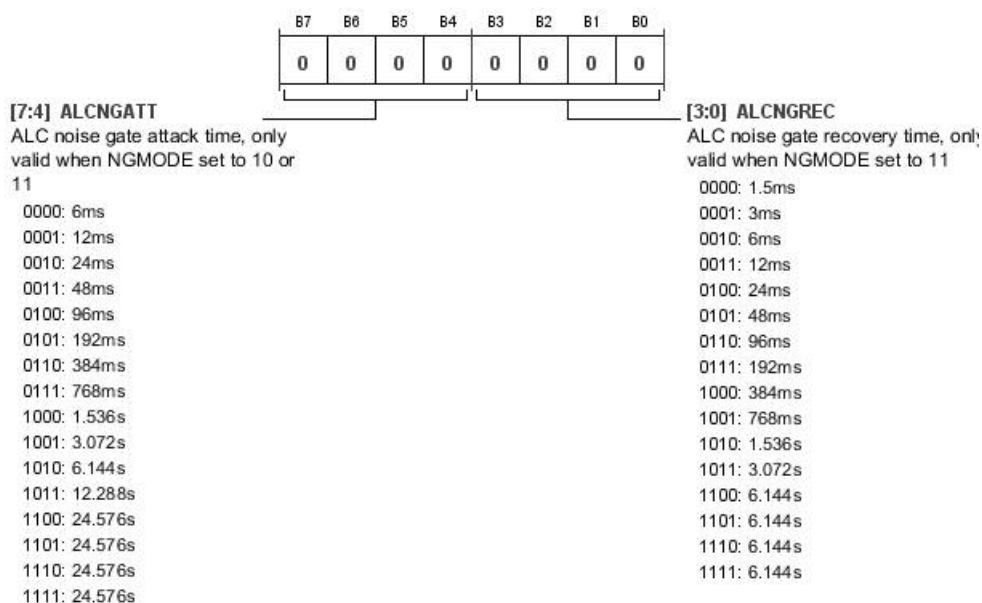 B7 B6 B5 B4 B3 B2 B1 B0
0 0 0 0 0 0 0 0
[7:4] ALCNGATT
ALC noise gate attack time, only
valid when NGMODE set to 10 or
11
0000: 6ms
0001: 12ms
0010: 24ms
0011: 48ms
0100: 96ms
0101: 192ms
0110: 384ms
0111: 768ms
1000: 1.536s
1001: 3.072s
1010: 6.144s
1011: 12.288s
1100: 24.576s
1101: 24.576s
1110: 24.576s
1111: 24.576s
[3:0] ALCNGREC
ALC noise gate recovery time, only
valid when NGMODE set to 11
0000: 1.5ms
0001: 3ms
0010: 6ms
0011: 12ms
0100: 24ms
0101: 48ms
0110: 96ms
0111: 192ms
1000: 384ms
1001: 768ms
1010: 1.536s
1011: 3.072s
1100: 6.144s
1101: 6.144s
1110: 6.144s
1111: 6.144s